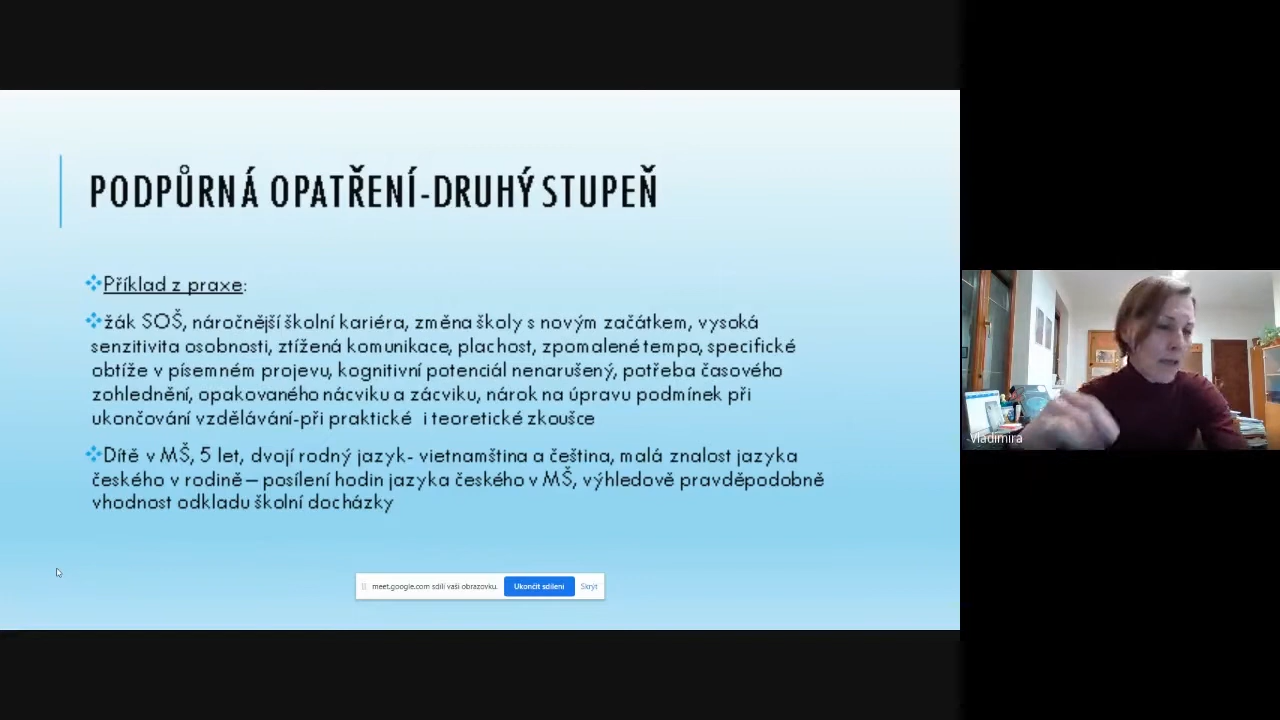 PODPŮRNÁ OPATŘENÍ-DRUHÝ STUPEŇ
Příklad z praxe:
žák SOŠ, náročnější školní kariéra, změna školy s novým začátkem, vysoká
senzitivita osobnosti, ztížená komunikace, plachost, zpomalené tempo, specifické
obtíže v písemném projevu, kognitivní potenciál nenarušený, potřeba časového
zohlednění, opakovaného nácviku a zácviku, nárok na úpravu podmínek při
ukončování vzdělávání-při praktické i teoretické zkoušce
Dítě v MŠ, 5 let, dvojí rodný jazyk- vietnamština a čeština, malá znalost jazyka
českého v rodině – posílení hodin jazyka českého v MŠ, výhledově pravděpodobně
vhodnost odkladu školní docházky
meet.google.com sdílí vaši obrazovku. Ukončit sdílení Skrýt
Vladimíra